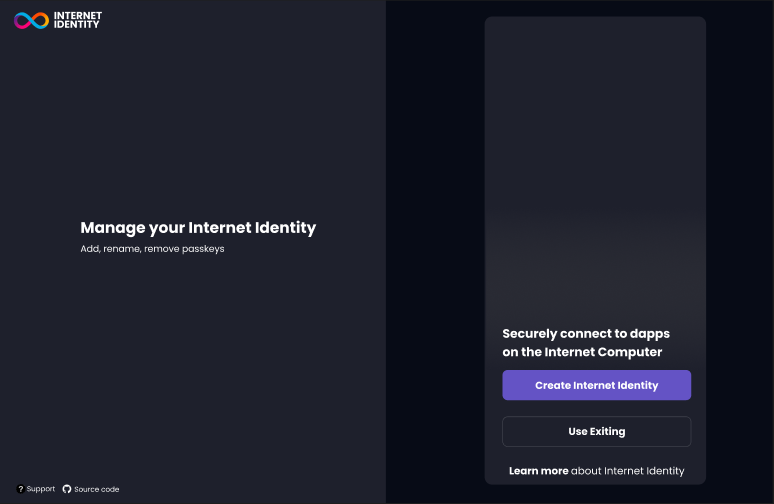 INTERNET
IDENTITY
Manage your Internet Identity
Add, rename, remove passkeys
? Support
Source code
Securely connect to dapps
on the Internet Computer
Create Internet Identity
Use Exiting
Learn more about Internet Identity